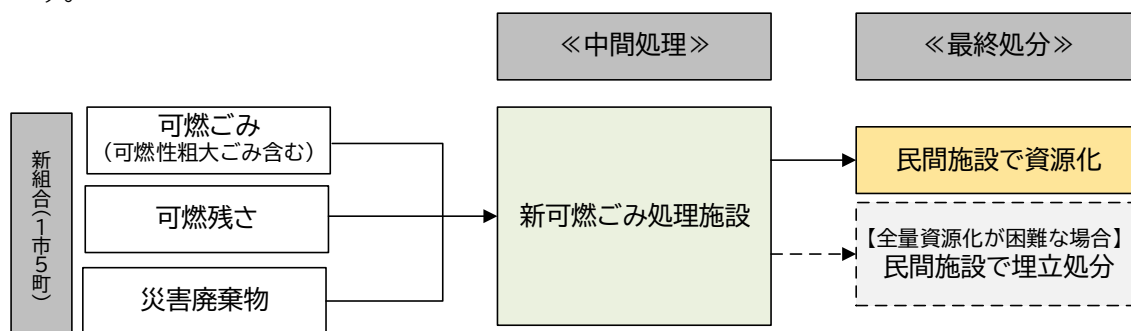 す。
≪中間処理≫
≪最終処分≫
新組合(1市5町)
可燃ごみ
(可燃性粗大ごみ含む)
可燃残さ
災害廃棄物
新可燃ごみ処理施設
民間施設で資源化
【全量資源化が困難な場合】
民間施設で埋立処分